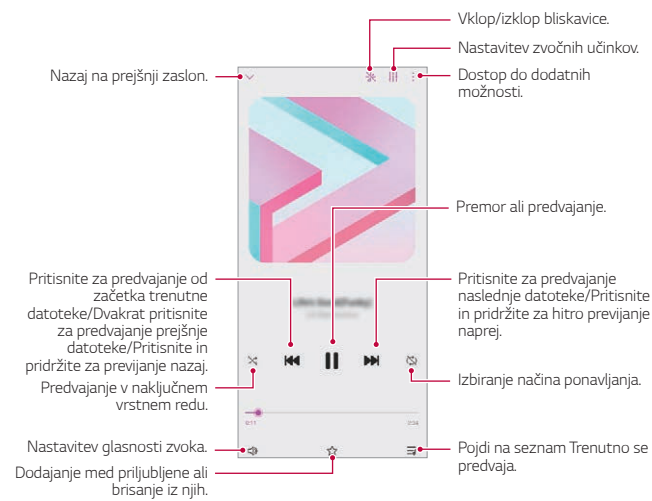 Vklop/izklop bliskavice.
Nastavitev zvočnih učinkov.
Nazaj na prejšnji zaslon.
Dostop do dodatnih
možnosti.
Premor ali predvajanje.
Pritisnite za predvajanje od
začetka trenutne
datoteke/Dvakrat pritisnite
za predvajanje prejšnje
datoteke/Pritisnite in
pridržite za previjanje nazaj.
Pritisnite za predvajanje
naslednje datoteke/Pritisnite
in pridržite za hitro previjanje
naprej.
Predvajanje v naključnem
vrstnem redu.
Izbiranje načina ponavljanja.
0:11
Nastavitev glasnosti zvoka.
Pojdi na seznam Trenutno se
predvaja.
Dodajanje med priljubljene ali
brisanje iz njih.